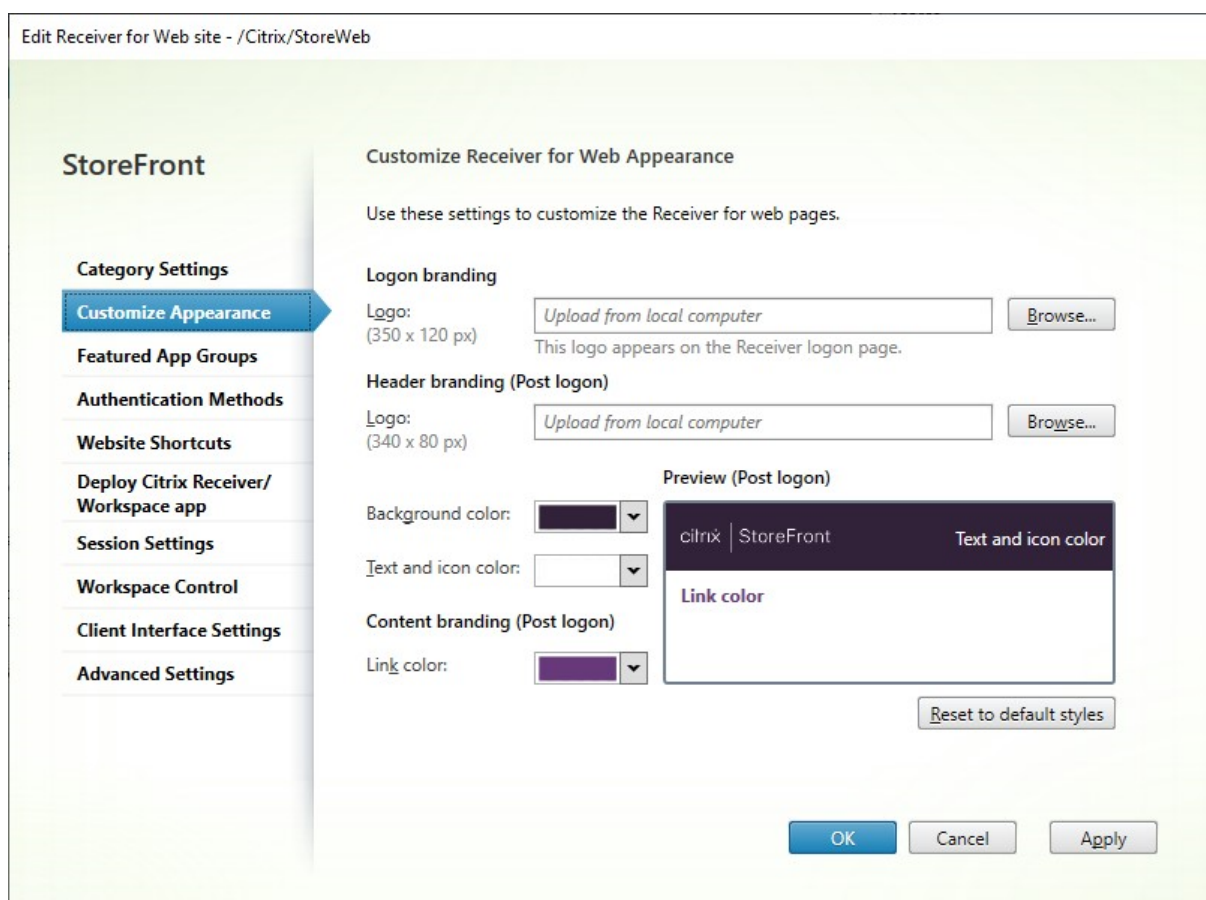 Edit Receiver for Web site - /Citrix/StoreWeb
StoreFront
Category Settings
Customize Appearance
Featured App Groups
Authentication Methods
Website Shortcuts
Deploy Citrix Receiver/
Workspace app
Session Settings
Workspace Control
Client Interface Settings
Advanced Settings
Customize Receiver for Web Appearance
Use these settings to customize the Receiver for web pages.
Logon branding
Logo:
(350 x 120 px)
Upload from local computer
Browse...
This logo appears on the Receiver logon page.
Header branding (Post logon)
Logo:
(340 x 80 px)
Upload from local computer
Browse...
Background color:
Text and icon color:
Content branding (Post logon)
Link color:
Preview (Post logon)
citrix | StoreFront
Text and icon color
Link color
Reset to default styles
OK
Cancel
Apply